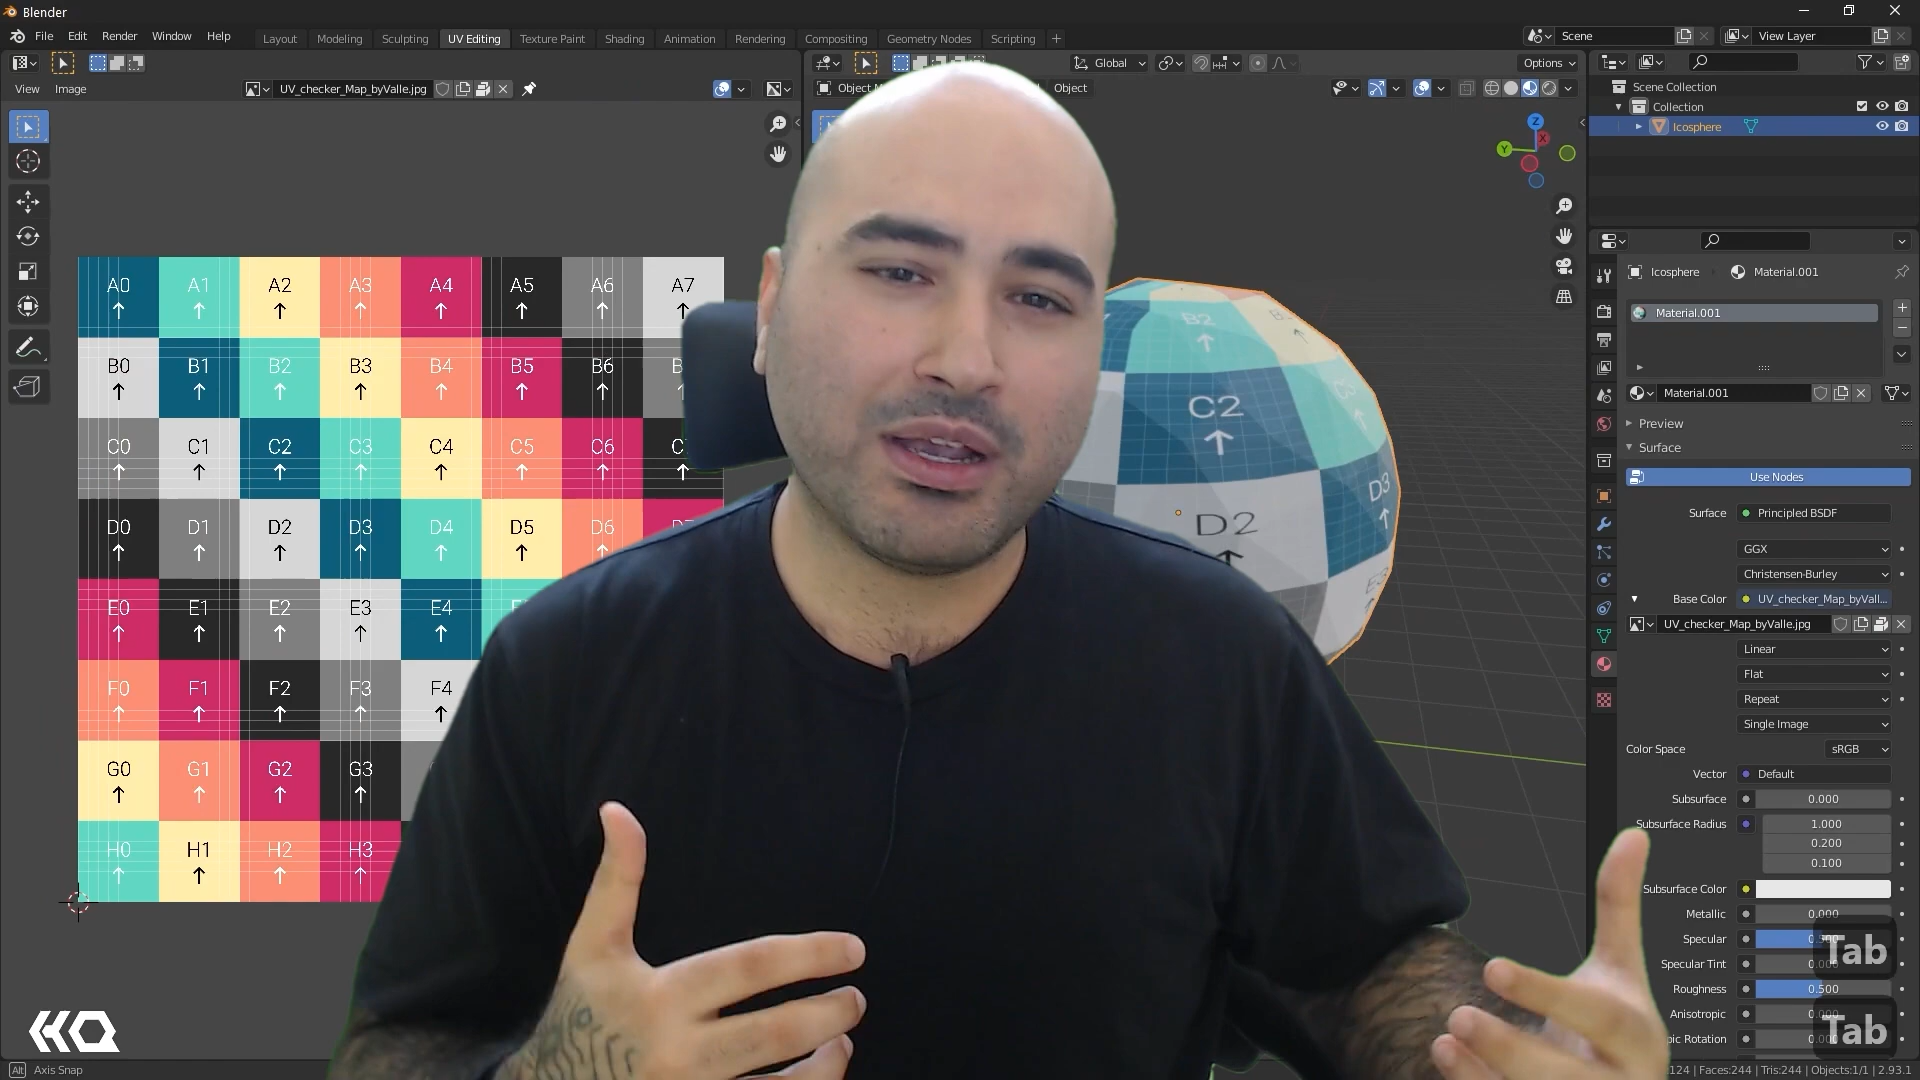 Blender
File Edit Render Window Help
Layout Modeling Sculpting UV Editing Texture Paint Shading Animation Rendering Compositing Geometry Nodes Scripting +
Scene
View Layer
Global
Options
View Image
UV_checker_Map_byValle.jpg
Object
Object
Scene Collection
Collection
Icosphere
Z
X
Y
A0 A1 A2 A3 A4 A5 A6 A7
B0 B1 B2 B3 B4 B5 B6
C0 C1 C2 C3 C4 C5 C6
D0 D1 D2 D3 D4 D5 D6
E0 E1 E2 E3 E4
F0 F1 F2 F3 F4
G0 G1 G2 G3
H0 H1 H2 H3
B2
C2
D2 D3
Icosphere Material.001
Material.001
Material.001
Preview
Surface
Use Nodes
Surface Principled BSDF
GGX
Christensen-Burley
Base Color UV_checker_Map_byVall...
UV_checker_Map_byValle.jpg
Linear
Flat
Repeat
Single Image
Color Space sRGB
Vector Default
Subsurface 0.000
Subsurface Radius 1.000
0.200
0.100
Subsurface Color
Metallic 0.000
Specular
Specular Tint
Roughness 0.500
Anisotropic
Rotation
Tab
Tab
HQ
Alt Axis Snap
124 | Faces:244 | Tris:244 | Objects:1/1 | 2.93.1